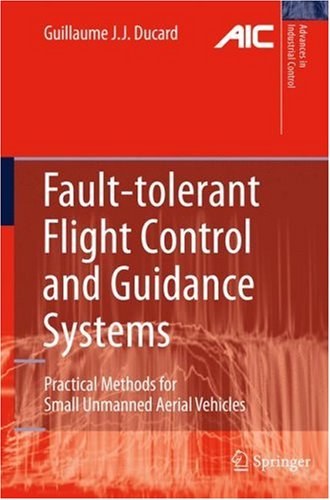 Guillaume J.J. Ducard
AIC
Advances in
Industrial Control
Fault-tolerant
Flight Control
and Guidance
Systems
Practical Methods for
Small Unmanned Aerial Vehicles
Springer